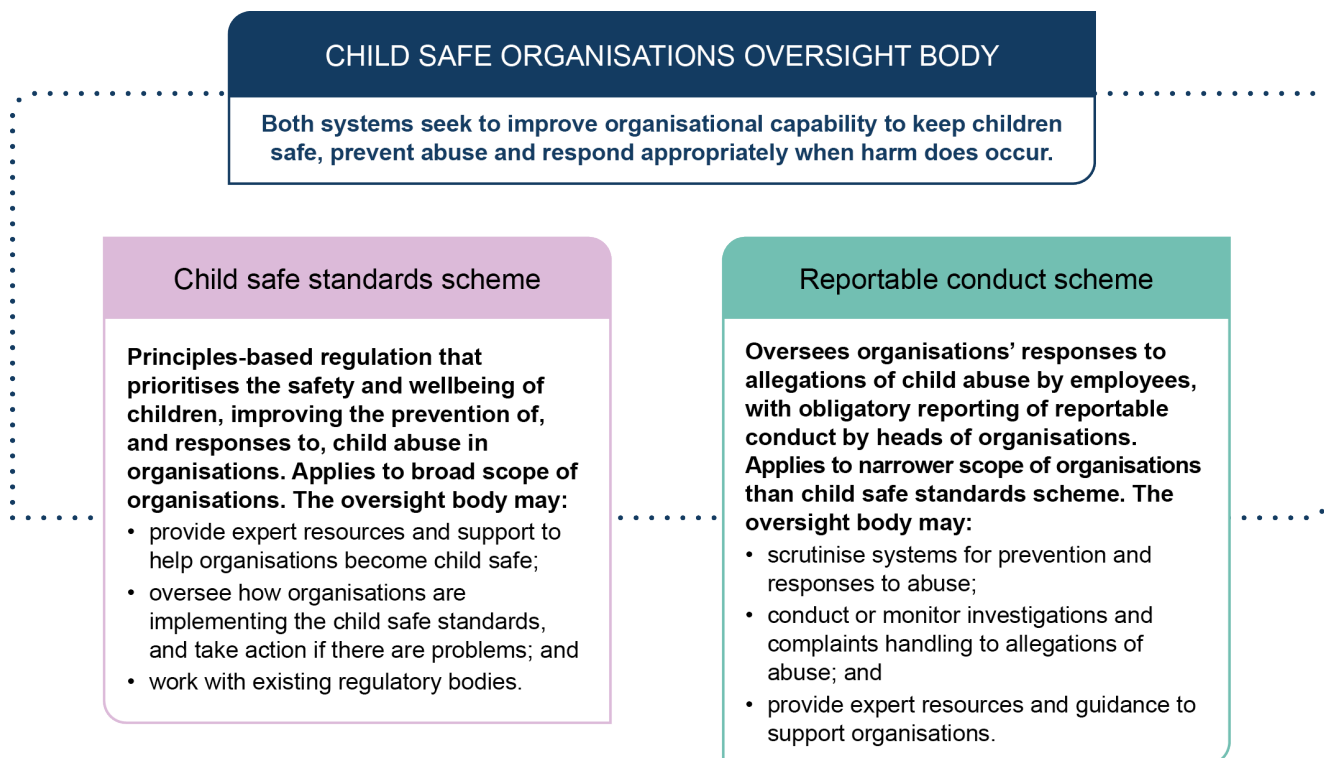 CHILD SAFE ORGANISATIONS OVERSIGHT BODY
Both systems seek to improve organisational capability to keep children
safe, prevent abuse and respond appropriately when harm does occur.
Child safe standards scheme
Principles-based regulation that
prioritises the safety and wellbeing of
children, improving the prevention of,
and responses to, child abuse in
organisations. Applies to broad scope of
organisations. The oversight body may:
• provide expert resources and support to
help organisations become child safe;
• oversee how organisations are
implementing the child safe standards,
and take action if there are problems; and
• work with existing regulatory bodies.
Reportable conduct scheme
Oversees organisations’ responses to
allegations of child abuse by employees,
with obligatory reporting of reportable
conduct by heads of organisations.
Applies to narrower scope of organisations
than child safe standards scheme. The
oversight body may:
• scrutinise systems for prevention and
responses to abuse;
• conduct or monitor investigations and
complaints handling to allegations of
abuse; and
• provide expert resources and guidance to
support organisations.